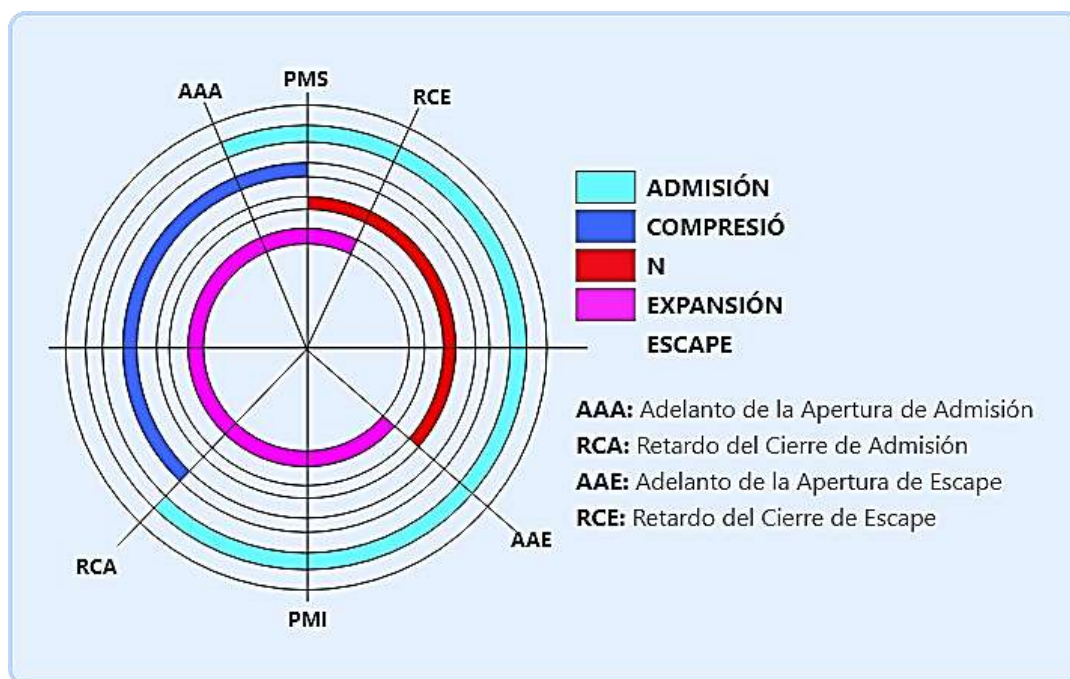 PMS
AAA
RCE
ADMISIÓN
COMPRESIÓ
N
EXPANSIÓN
ESCAPE
AAA: Adelanto de la Apertura de Admisión
RCA: Retardo del Cierre de Admisión
AAE: Adelanto de la Apertura de Escape
RCE: Retardo del Cierre de Escape
AAE
RCA
PMI